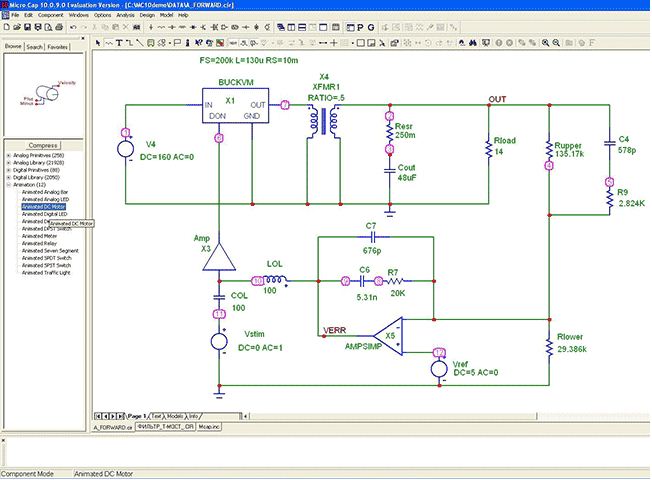 Micro-Cap 10.0.9.0 Evaluation Version - [C:\MC10demo\DATA\A_FORWARD.cir]
File Edit Component Windows Options Analysis Design Model Help
Browse Search Favorites
Velocity
Plus
Minus
Compress
Analog Primitives (258)
Analog Library (21928)
Digital Primitives (88)
Digital Library (2050)
Animation (12)
Animated Analog Bar
Animated Analog LED
Animated DC Motor
Animated Digital LED
Animated DC Motor
Animated DPST Switch
Animated Meter
Animated Relay
Animated Seven Segment
Animated SPDT Switch
Animated SPST Switch
Animated Traffic Light
FS=200k L=130u RS=10m
BUCKVM
IN X1 OUT
DON GND
X4
XFMR1
RATIO=.5
OUT
V4
DC=160 AC=0
Resr
250m
Cout
48uF
Rload
14
Rupper
135.17k
C4
578p
R9
2.824K
Amp
X3
LOL
100
COL
100
C7
676p
C6
5.31n
R7
20K
Vstim
DC=0 AC=1
VERR
X5
AMPSIMP
Vref
DC=5 AC=0
Rlower
29.386k
Page 1 Text Models Info
A_FORWARD.cir ФИЛЬТР_Т-МОСТ_.CIR Mcap.inc
Component Mode Animated DC Motor